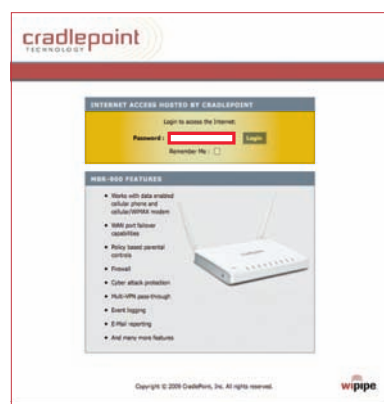 cradlepoint
TECHNOLOGY
INTERNET ACCESS HOSTED BY CRADLEPOINT
Login to access the Internet:
Password :
Login
Remember Me :
MBR-900 FEATURES
• Works with data enabled
cellular phone and
cellular/WiMAX modem
• WAN port failover
capabilities
• Policy based parental
controls
• Firewall
• Cyber attack protection
• Multi-VPN pass-through
• Event logging
• E-Mail reporting
• And many more features
Copyright © 2009 CradlePoint, Inc. All rights reserved.
wipipe